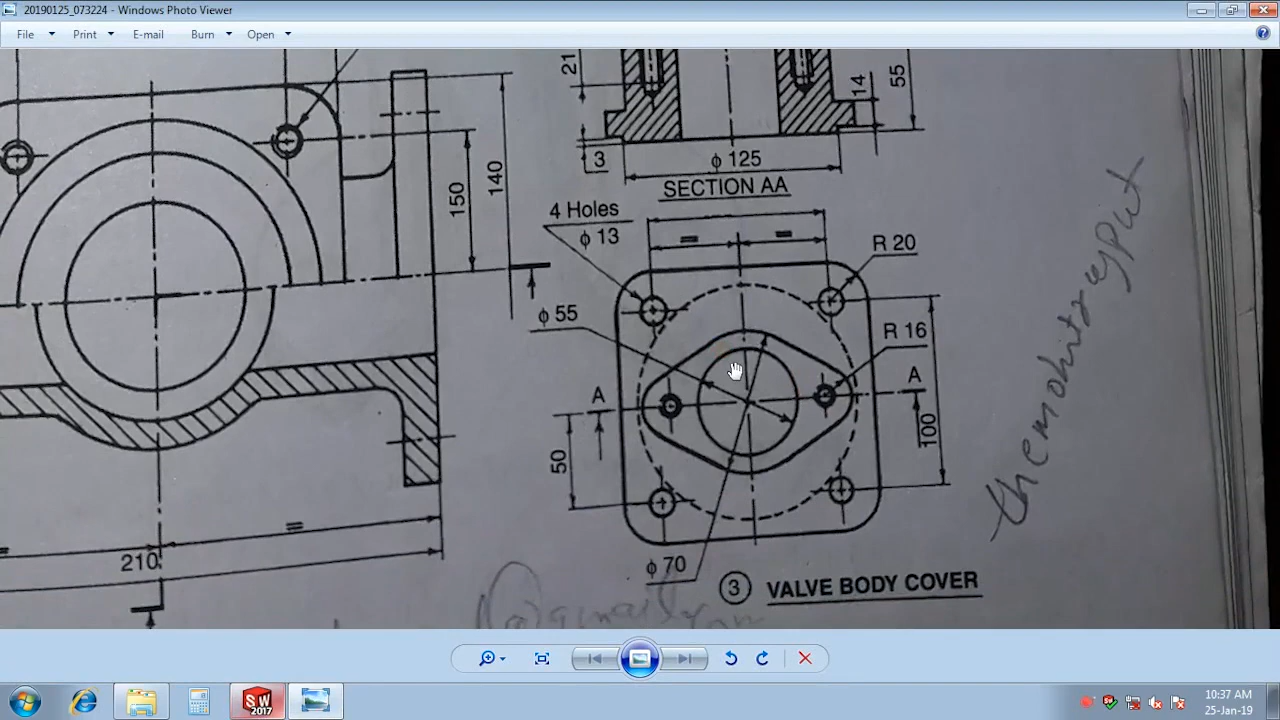 20190125_073224 - Windows Photo Viewer
File Print E-mail Burn Open
21
14
55
3
ϕ 125
SECTION AA
140
150
4 Holes
ϕ 13
R 20
ϕ 55
R 16
A
A
50
100
210
ϕ 70
3 VALVE BODY COVER
SW
2017
10:37 AM
25-Jan-19